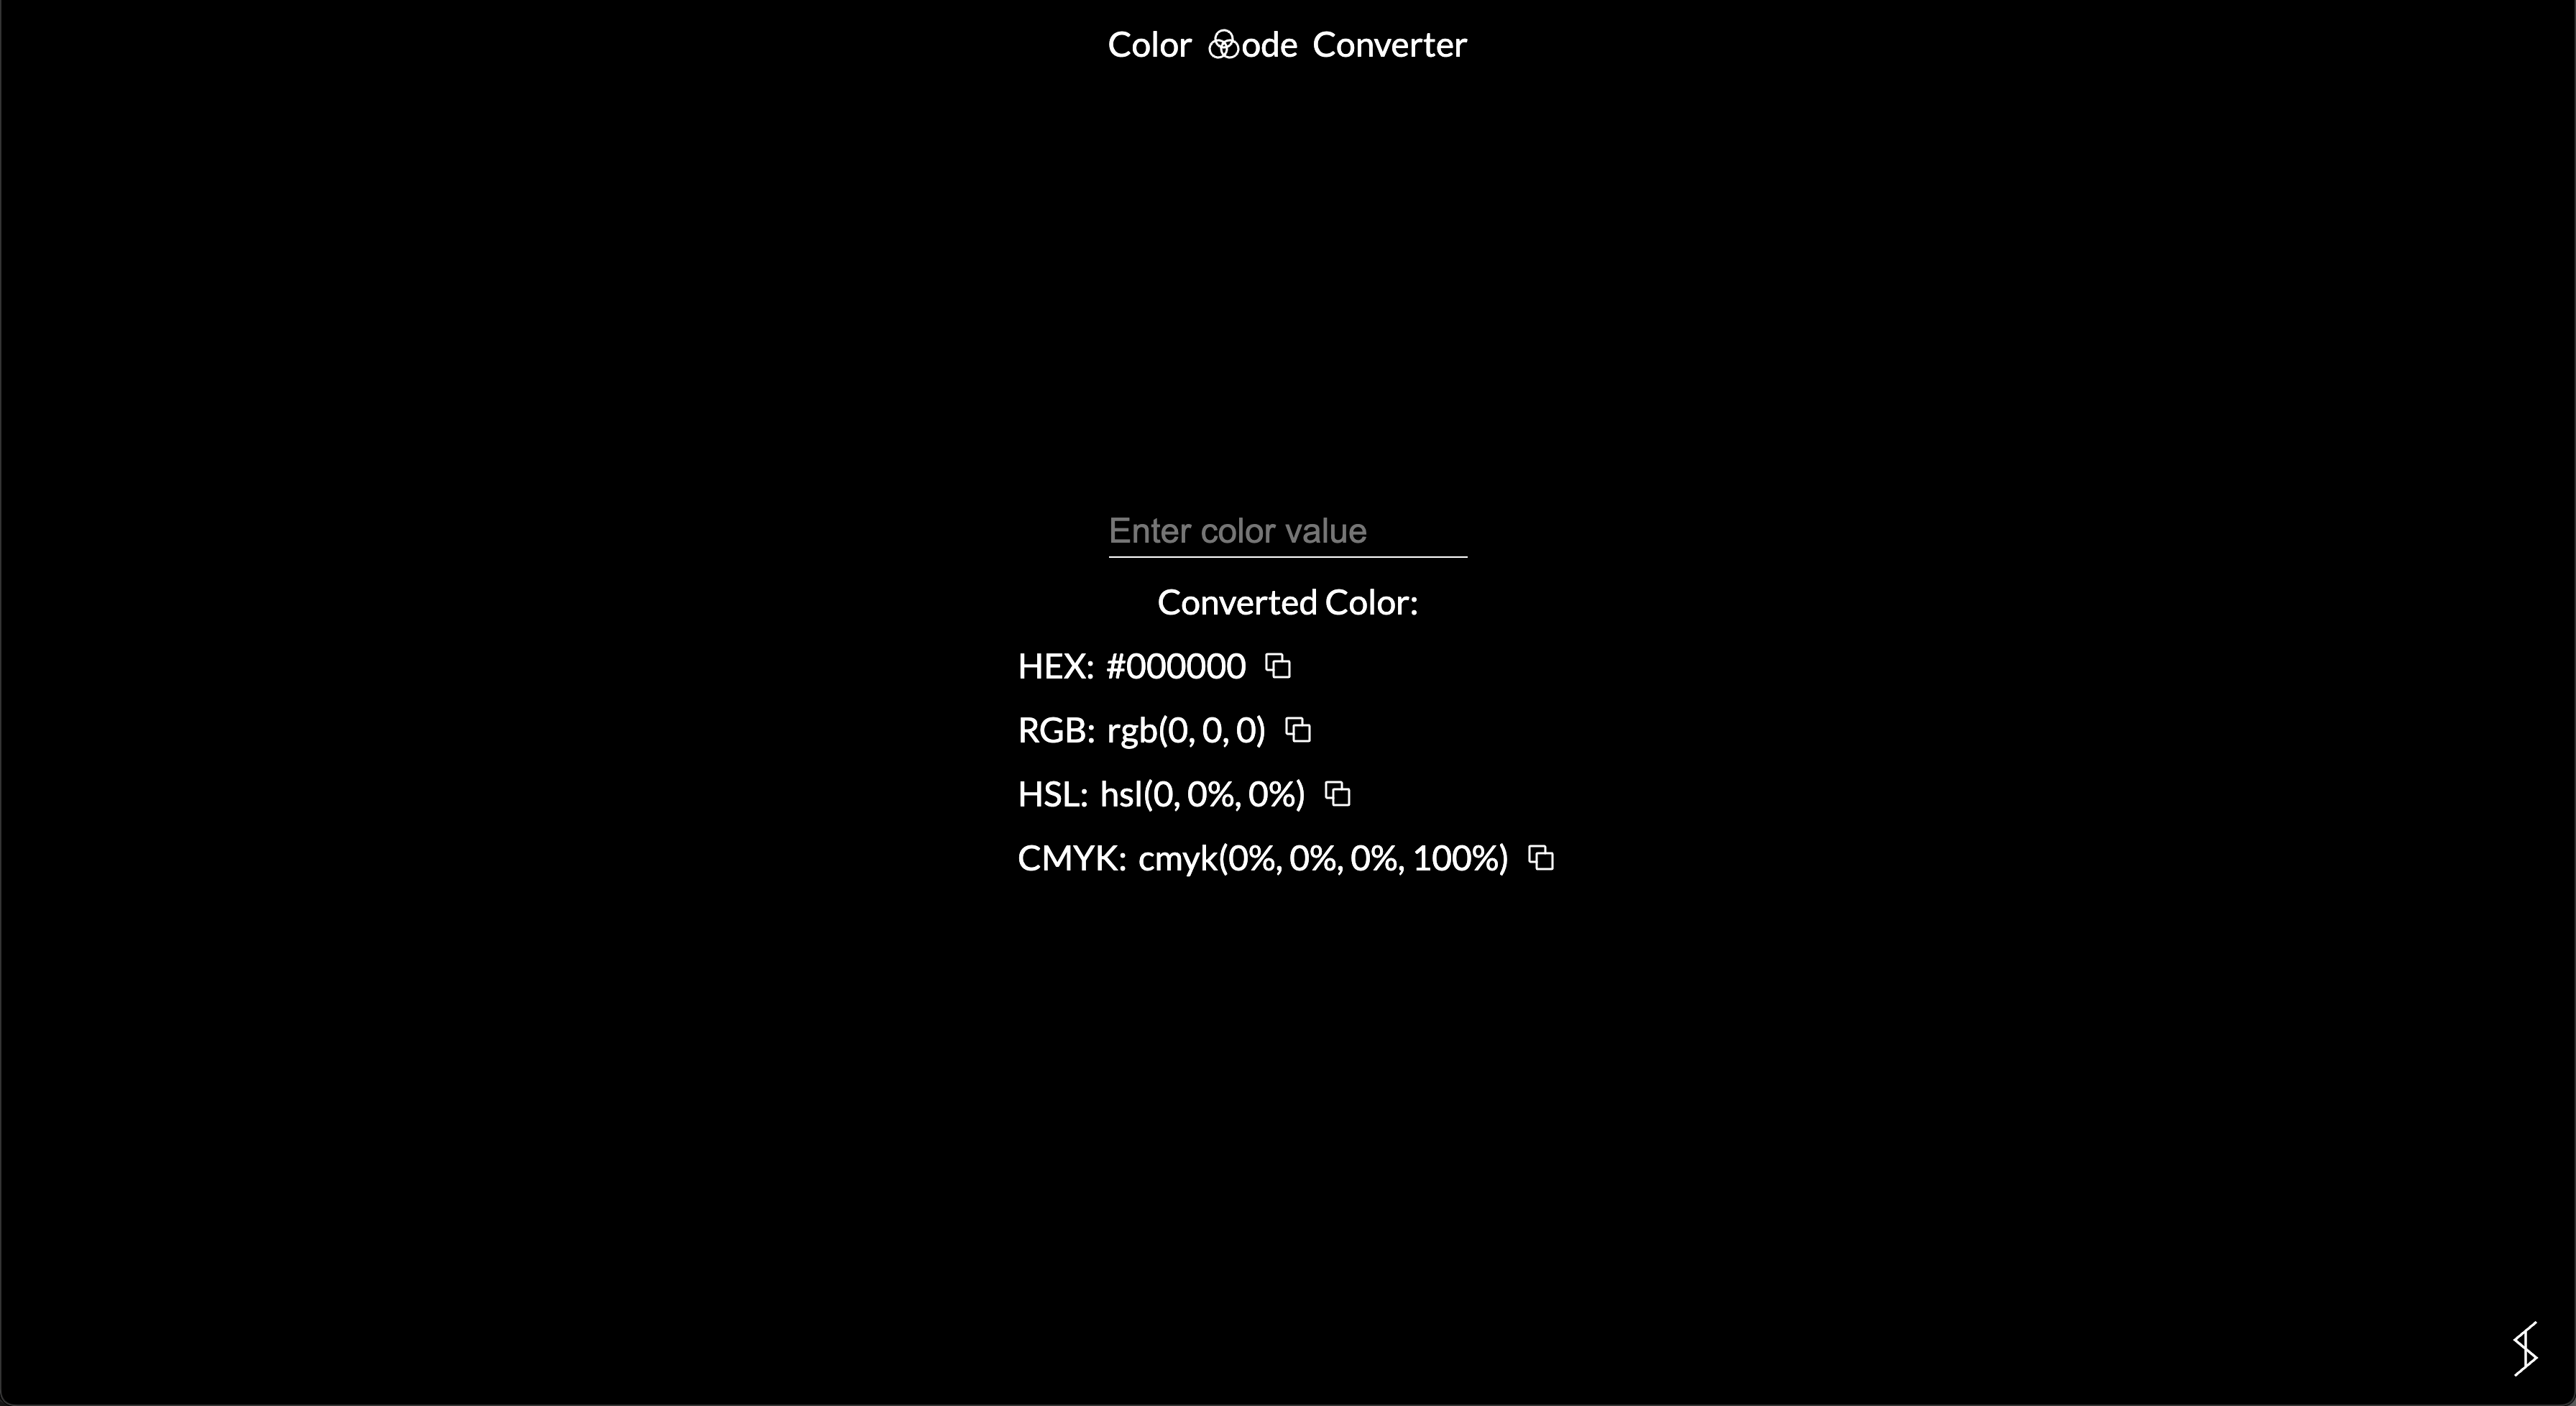 Color ode Converter
Enter color value
Converted Color:
HEX: #000000
RGB: rgb(0, 0, 0)
HSL: hsl(0, 0%, 0%)
CMYK: cmyk(0%, 0%, 0%, 100%)